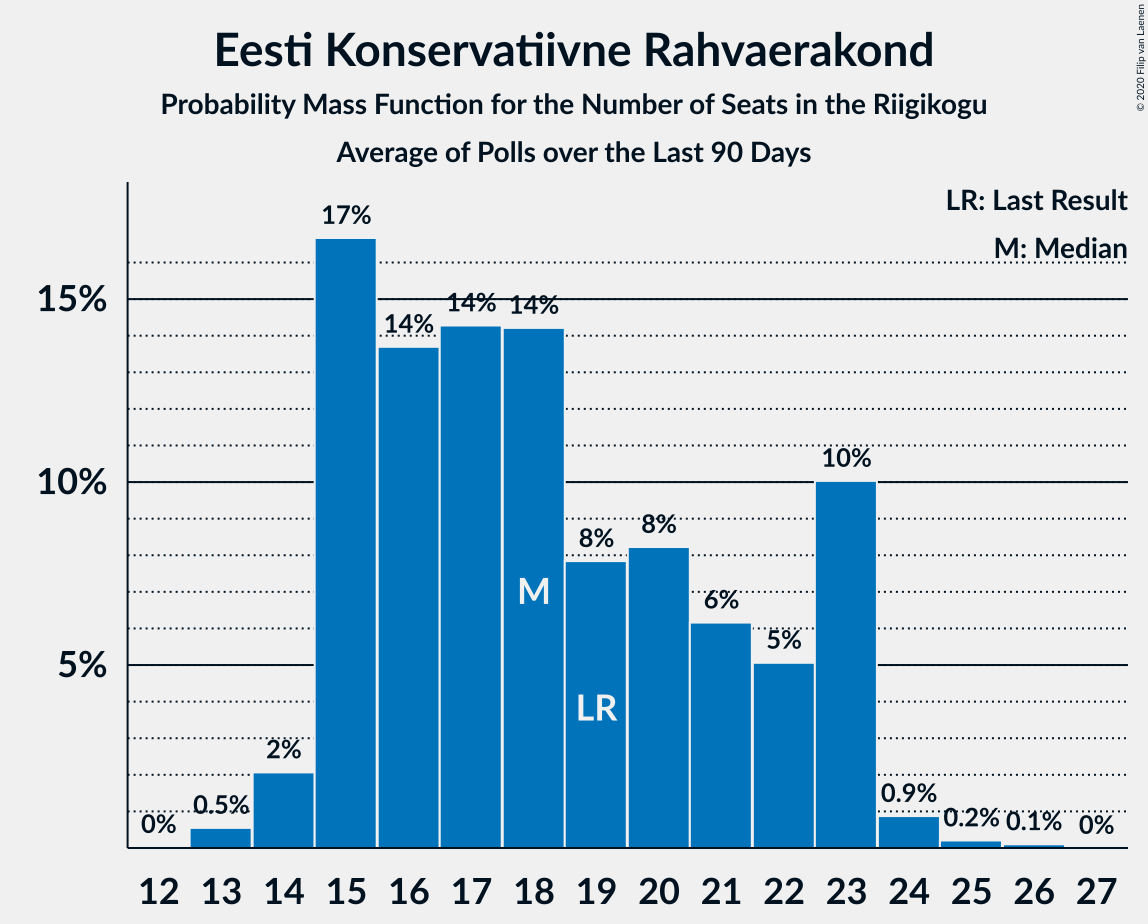 Eesti Konservatiivne Rahvaerakond
Probability Mass Function for the Number of Seats in the Riigikogu
Average of Polls over the Last 90 Days
© 2020 Filip van Laenen
LR: Last Result
M: Median
15%
10%
5%
0%
0.5%
2%
17%
14%
14%
14%
8%
8%
6%
5%
10%
0.9%
0.2%
0.1%
0%
M
LR
12 13 14 15 16 17 18 19 20 21 22 23 24 25 26 27